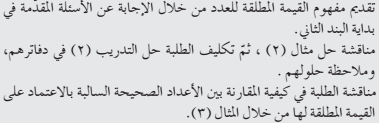 تقديم مفهوم القيمة المطلقة للعدد من خلال الإجابة عن الأسئلة المقدّمة في
بداية البند الثاني.
مناقشة حل مثال (٢) ، ثمّ تكليف الطلبة حل التدريب (٢) في دفاترهم،
وملاحظة حلولهم .
مناقشة الطلبة في كيفية المقارنة بين الأعداد الصحيحة السالبة بالاعتماد على
القيمة المطلقة لها من خلال المثال (٣).